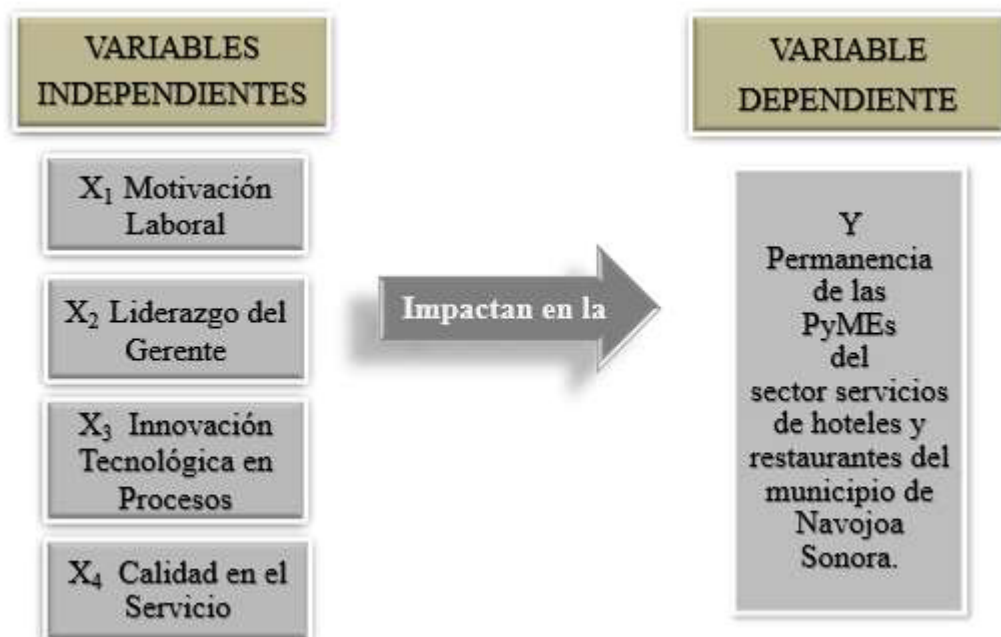 VARIABLES
INDEPENDIENTES
X₁ Motivación
Laboral
X₂ Liderazgo del
Gerente
X₃ Innovación
Tecnológica en
Procesos
X₄ Calidad en el
Servicio
Impactan en la
VARIABLE
DEPENDIENTE
Y
Permanencia
de las
PyMEs
del
sector servicios
de hoteles y
restaurantes del
municipio de
Navojoa
Sonora.